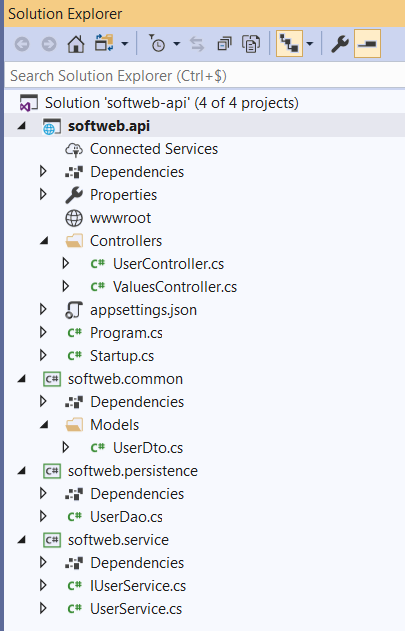 Solution Explorer
Search Solution Explorer (Ctrl+$)
Solution 'softweb-api' (4 of 4 projects)
softweb.api
Connected Services
Dependencies
Properties
wwwroot
Controllers
C# UserController.cs
C# ValuesController.cs
appsettings.json
C# Program.cs
C# Startup.cs
C# softweb.common
Dependencies
Models
C# UserDto.cs
C# softweb.persistence
Dependencies
C# UserDao.cs
C# softweb.service
Dependencies
C# IUserService.cs
C# UserService.cs